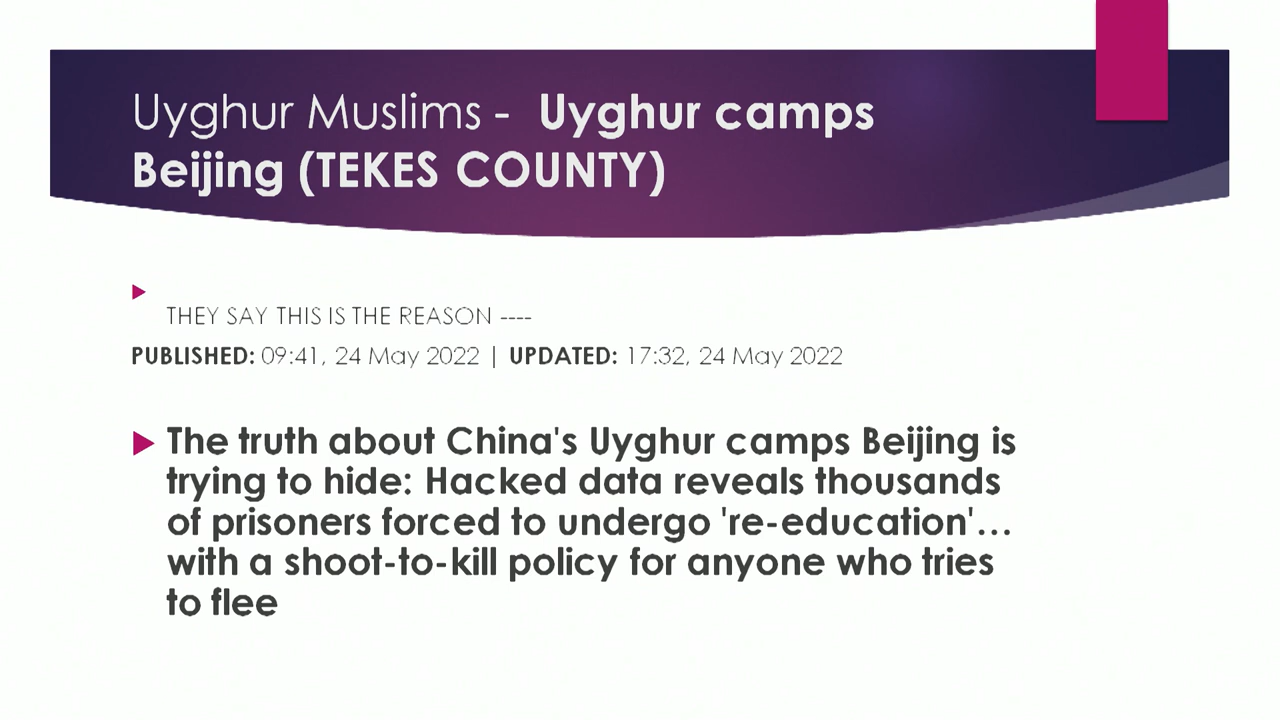 Uyghur Muslims - Uyghur camps
Beijing (TEKES COUNTY)
THEY SAY THIS IS THE REASON ----
PUBLISHED: 09:41, 24 May 2022 | UPDATED: 17:32, 24 May 2022
The truth about China's Uyghur camps Beijing is
trying to hide: Hacked data reveals thousands
of prisoners forced to undergo 're-education'…
with a shoot-to-kill policy for anyone who tries
to flee